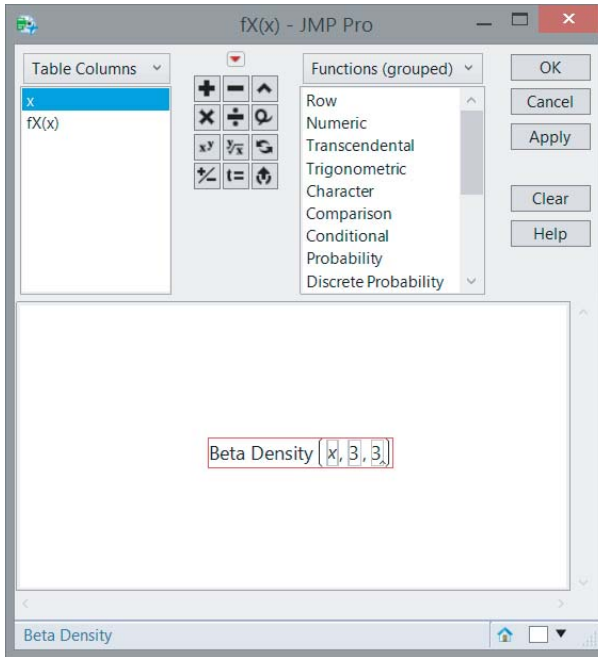 fX(x) - JMP Pro
Table Columns
x
fX(x)
xʸ
ʸ√x
t=
Functions (grouped)
Row
Numeric
Transcendental
Trigonometric
Character
Comparison
Conditional
Probability
Discrete Probability
OK
Cancel
Apply
Clear
Help
Beta Density ( x, 3, 3 )
Beta Density